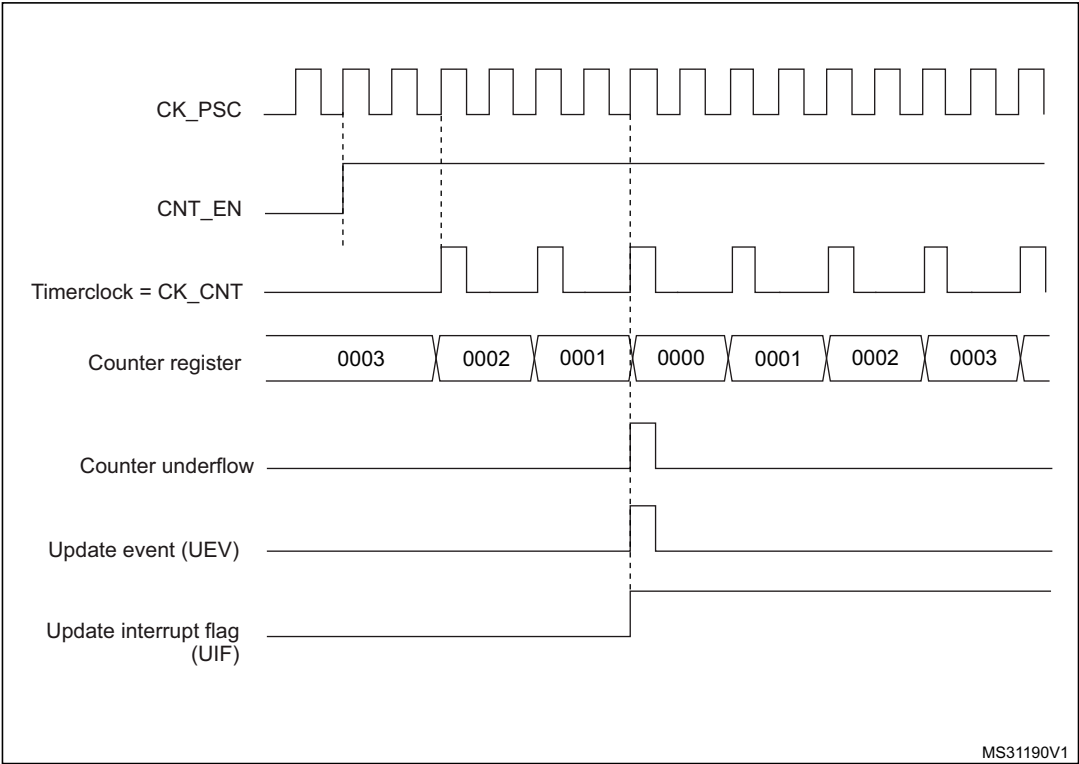 CK_PSC
CNT_EN
Timerclock = CK_CNT
Counter register
0003 0002 0001 0000 0001 0002 0003
Counter underflow
Update event (UEV)
Update interrupt flag
(UIF)
MS31190V1